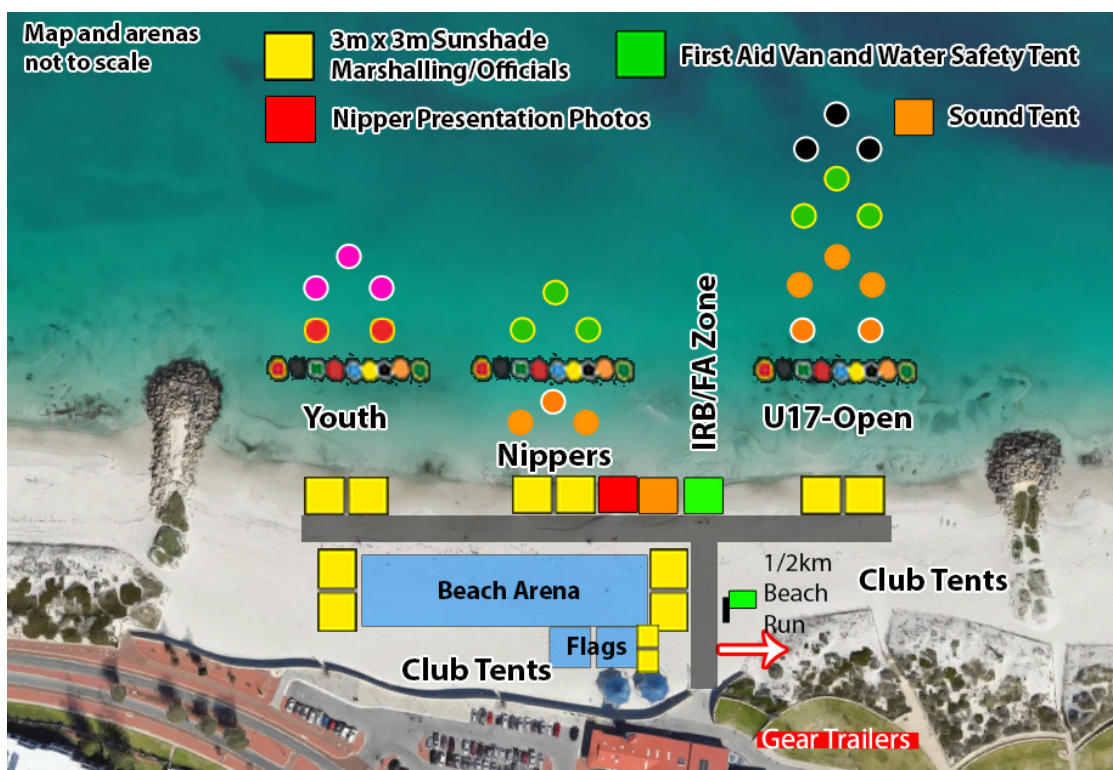 Map and arenas
not to scale
3m x 3m Sunshade
Marshalling/Officials
First Aid Van and Water Safety Tent
Nipper Presentation Photos
Sound Tent
Youth
Nippers
IRB/FA Zone
U17-Open
Beach Arena
Flags
Club Tents
1/2km
Beach
Run
Club Tents
Gear Trailers